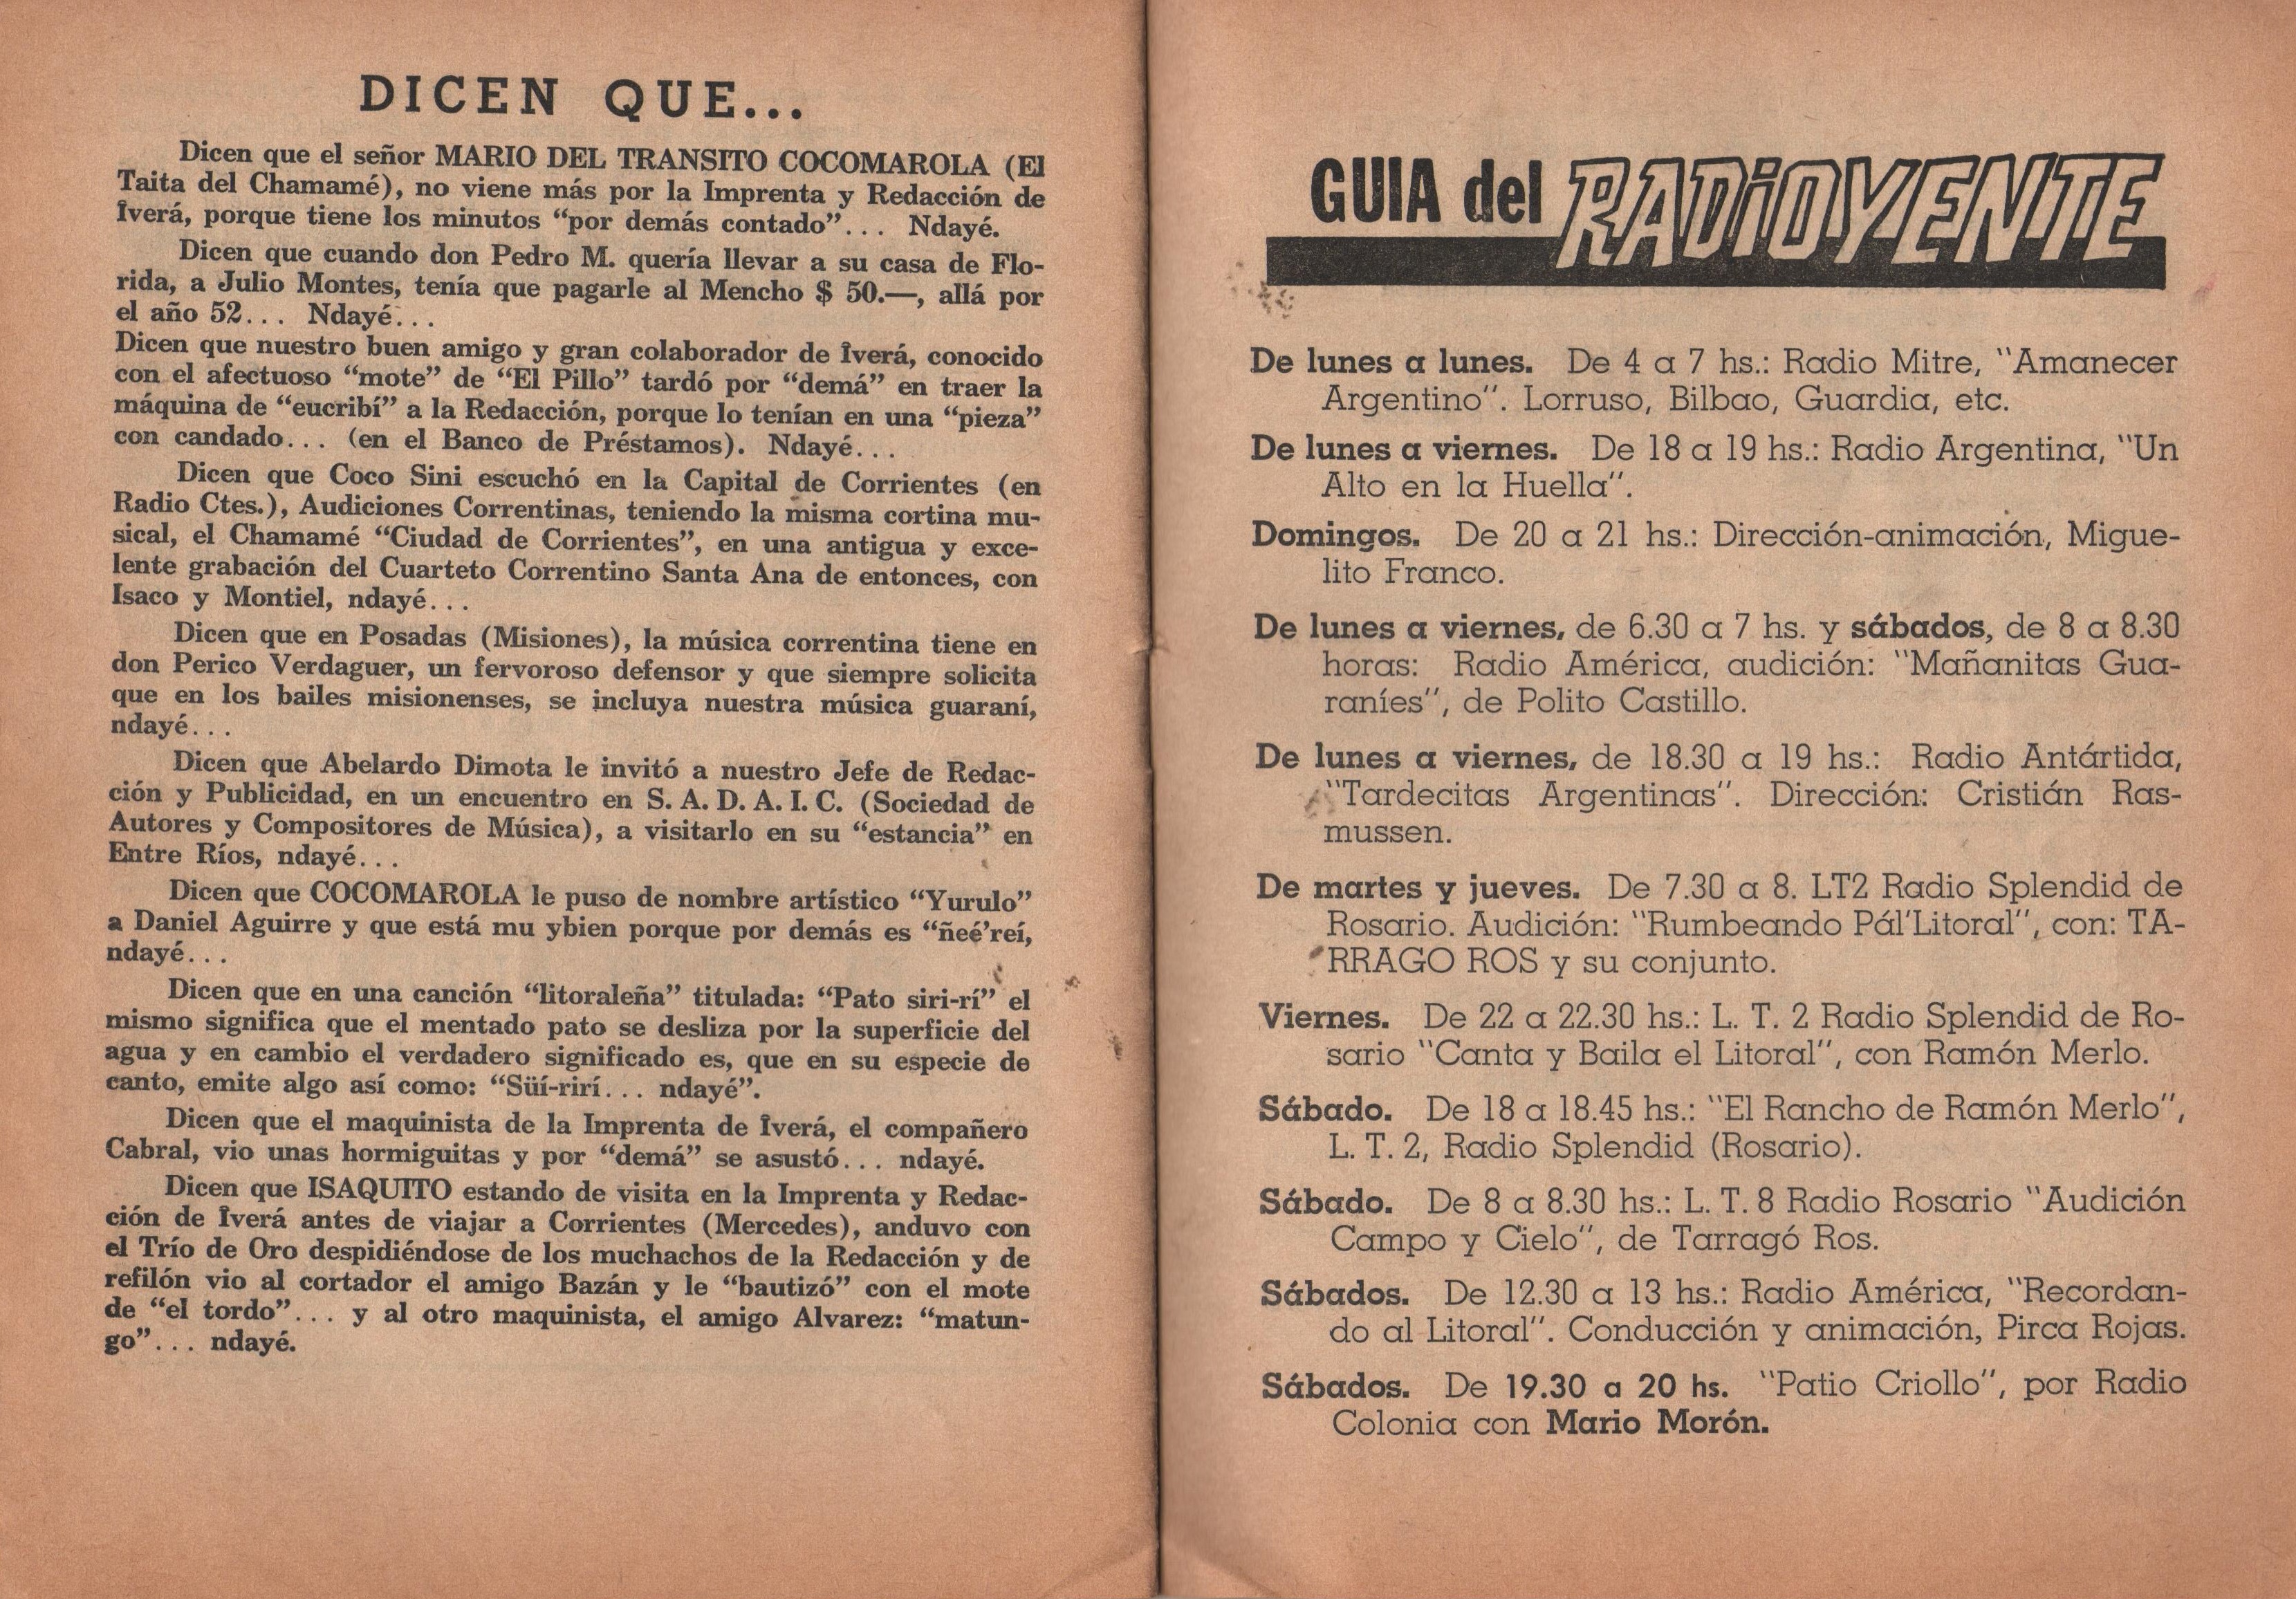 DICEN QUE...
Dicen que el señor MARIO DEL TRANSITO COCOMAROLA (El
Taita del Chamamé), no viene más por la Imprenta y Redacción de
Îverá, porque tiene los minutos “por demás contado”... Ndayé.
Dicen que cuando don Pedro M. quería llevar a su casa de Flo-
rida, a Julio Montes, tenía que pagarle al Mencho $ 50.—, allá por
el año 52... Ndayé...
Dicen que nuestro buen amigo y gran colaborador de Îverá, conocido
con el afectuoso “mote” de “El Pillo” tardó por “demá” en traer la
máquina de “eucribí” a la Redacción, porque lo tenían en una “pieza”
con candado... (en el Banco de Préstamos). Ndayé...
Dicen que Coco Sini escuchó en la Capital de Corrientes (en
Radio Ctes.), Audiciones Correntinas, teniendo la misma cortina mu-
sical, el Chamamé “Ciudad de Corrientes”, en una antigua y exce-
lente grabación del Cuarteto Correntino Santa Ana de entonces, con
Isaco y Montiel, ndayé...
Dicen que en Posadas (Misiones), la música correntina tiene en
don Perico Verdaguer, un fervoroso defensor y que siempre solicita
que en los bailes misionenses, se incluya nuestra música guaraní,
ndayé...
Dicen que Abelardo Dimota le invitó a nuestro Jefe de Redac-
ción y Publicidad, en un encuentro en S. A. D. A. I. C. (Sociedad de
Autores y Compositores de Música), a visitarlo en su “estancia” en
Entre Ríos, ndayé...
Dicen que COCOMAROLA le puso de nombre artístico “Yurulo”
a Daniel Aguirre y que está mu ybien porque por demás es “ñeé’reí,
ndayé...
Dicen que en una canción “litoraleña” titulada: “Pato siri-rí” el
mismo significa que el mentado pato se desliza por la superficie del
agua y en cambio el verdadero significado es, que en su especie de
canto, emite algo así como: “Süí-rirí... ndayé”.
Dicen que el maquinista de la Imprenta de Îverá, el compañero
Cabral, vio unas hormiguitas y por “demá” se asustó... ndayé.
Dicen que ISAQUITO estando de visita en la Imprenta y Redac-
ción de Îverá antes de viajar a Corrientes (Mercedes), anduvo con
el Trío de Oro despidiéndose de los muchachos de la Redacción y de
refilón vio al cortador el amigo Bazán y le “bautizó” con el mote
de “el tordo”... y al otro maquinista, el amigo Alvarez: “matun-
go”... ndayé.
GUIA del RADiOYENTE
De lunes a lunes. De 4 a 7 hs.: Radio Mitre, “Amanecer
Argentino”. Lorruso, Bilbao, Guardia, etc.
De lunes a viernes. De 18 a 19 hs.: Radio Argentina, “Un
Alto en la Huella”.
Domingos. De 20 a 21 hs.: Dirección-animación, Migue-
lito Franco.
De lunes a viernes, de 6.30 a 7 hs. y sábados, de 8 a 8.30
horas: Radio América, audición: “Mañanitas Gua-
raníes”, de Polito Castillo.
De lunes a viernes, de 18.30 a 19 hs.: Radio Antártida,
“Tardecitas Argentinas”. Dirección: Cristián Ras-
mussen.
De martes y jueves. De 7.30 a 8. LT2 Radio Splendid de
Rosario. Audición: “Rumbeando Pál’Litoral”, con: TA-
RRAGO ROS y su conjunto.
Viernes. De 22 a 22.30 hs.: L. T. 2 Radio Splendid de Ro-
sario “Canta y Baila el Litoral”, con Ramón Merlo.
Sábado. De 18 a 18.45 hs.: “El Rancho de Ramón Merlo”,
L. T. 2, Radio Splendid (Rosario).
Sábado. De 8 a 8.30 hs.: L. T. 8 Radio Rosario “Audición
Campo y Cielo”, de Tarragó Ros.
Sábados. De 12.30 a 13 hs.: Radio América, “Recordan-
do al Litoral”. Conducción y animación, Pirca Rojas.
Sábados. De 19.30 a 20 hs. “Patio Criollo”, por Radio
Colonia con Mario Morón.